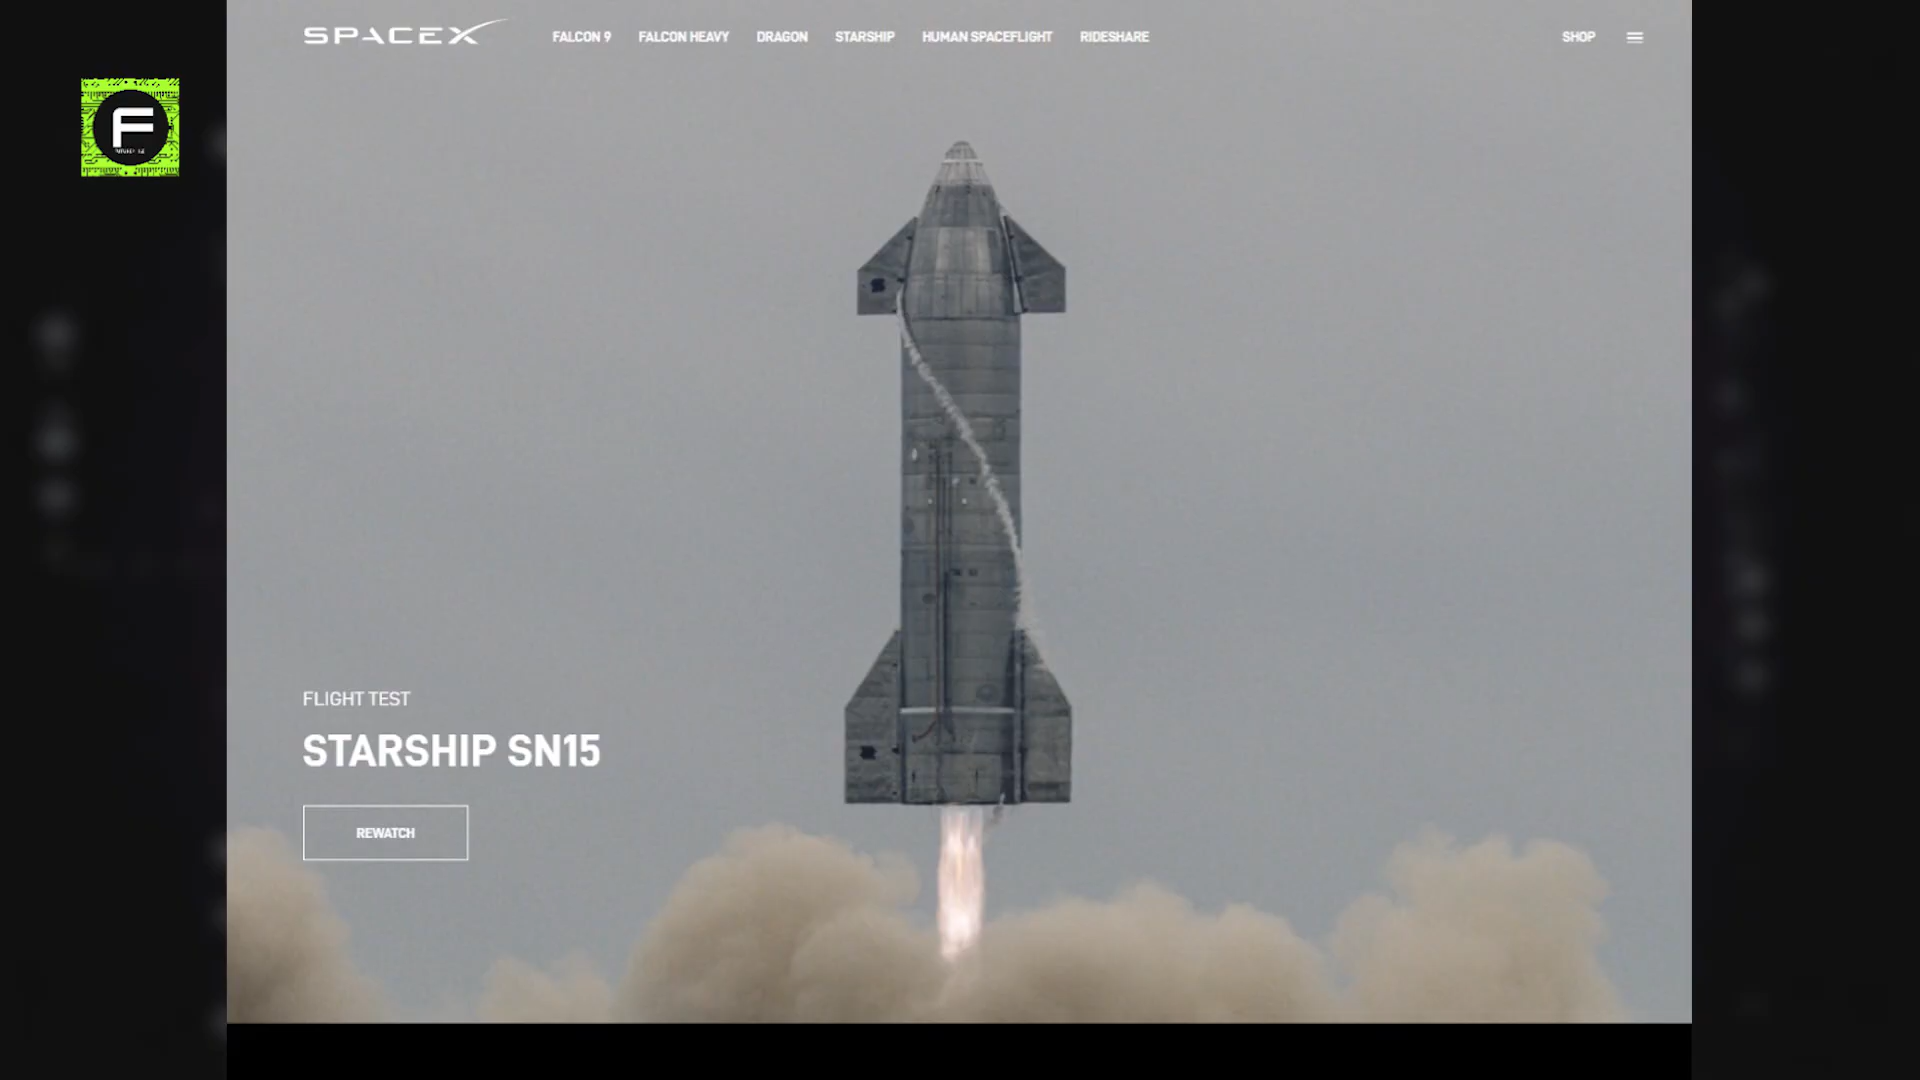 SPACEX
FALCON 9
FALCON HEAVY
DRAGON
STARSHIP
HUMAN SPACEFLIGHT
RIDESHARE
SHOP
F
FLIGHT TEST
STARSHIP SN15
REWATCH